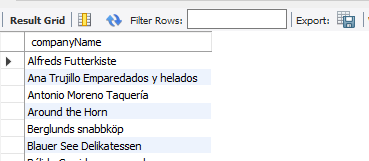 Result Grid
Filter Rows:
Export:
companyName
Alfreds Futterkiste
Ana Trujillo Emparedados y helados
Antonio Moreno Taquería
Around the Horn
Berglunds snabbköp
Blauer See Delikatessen